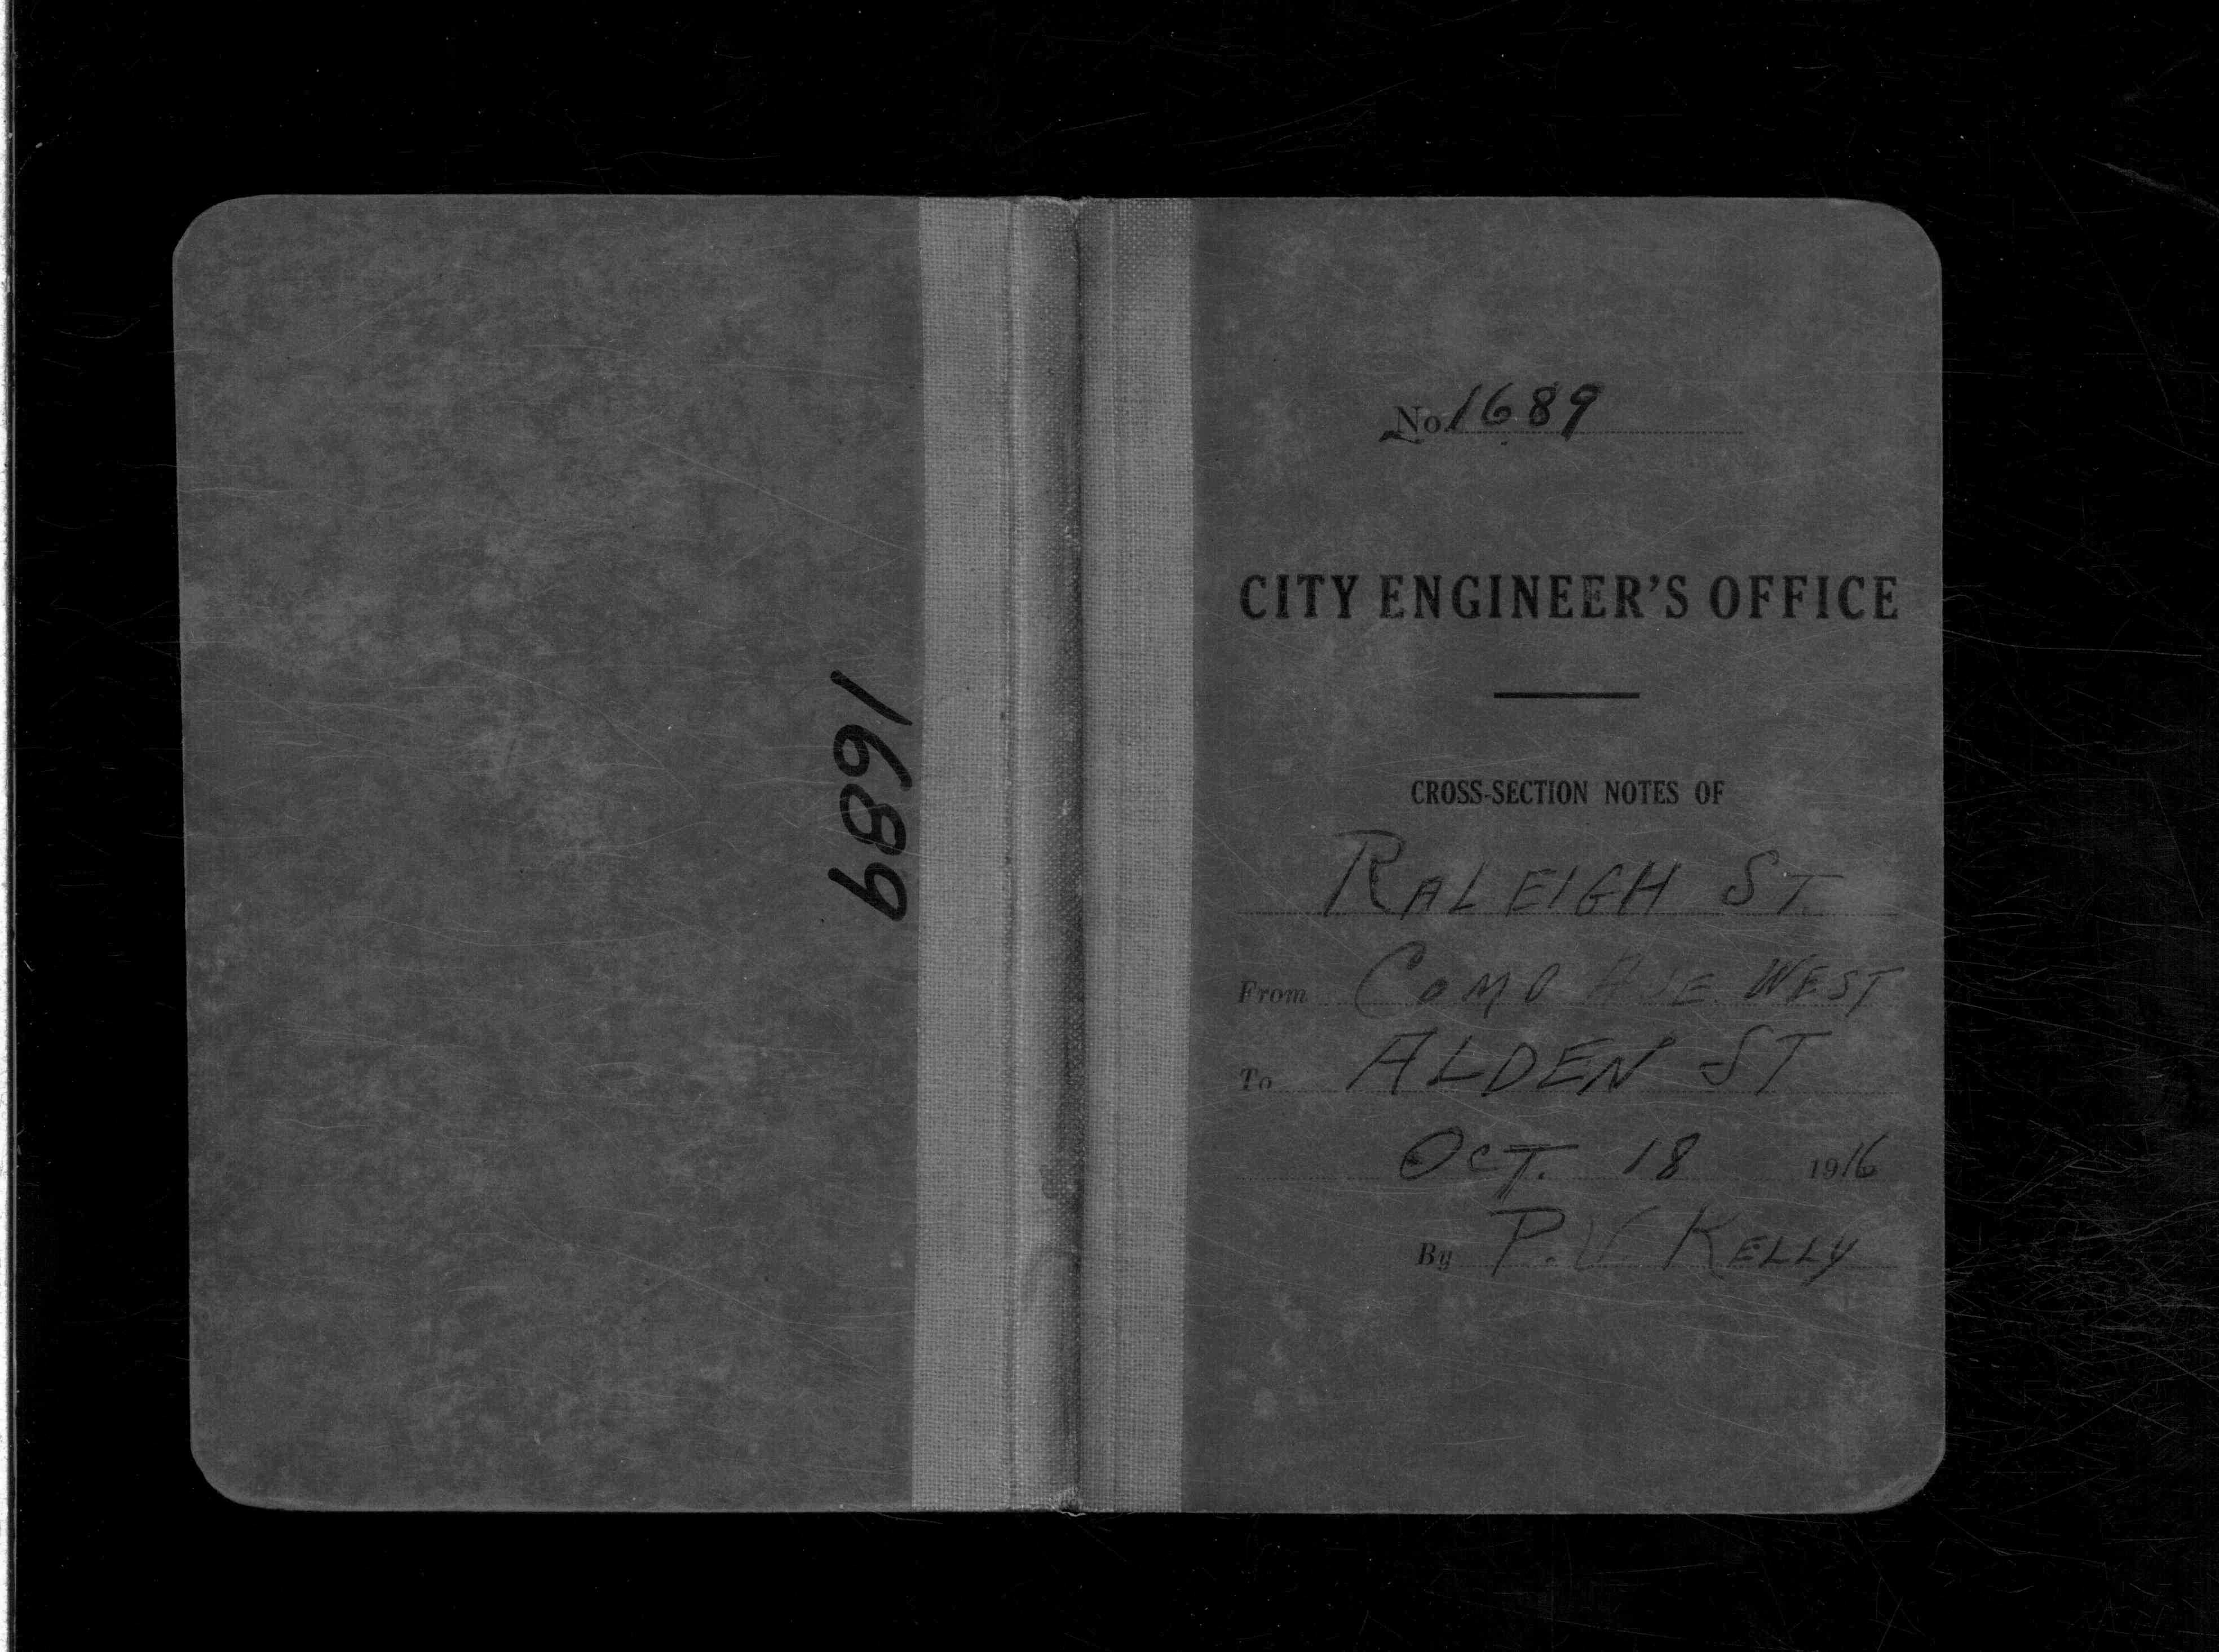 1689
No 1689
CITY ENGINEER'S OFFICE
CROSS-SECTION NOTES OF
RALEIGH ST.
From COMO AVE WEST
To ALDEN ST
OCT. 18 1916
By P. V. KELLY